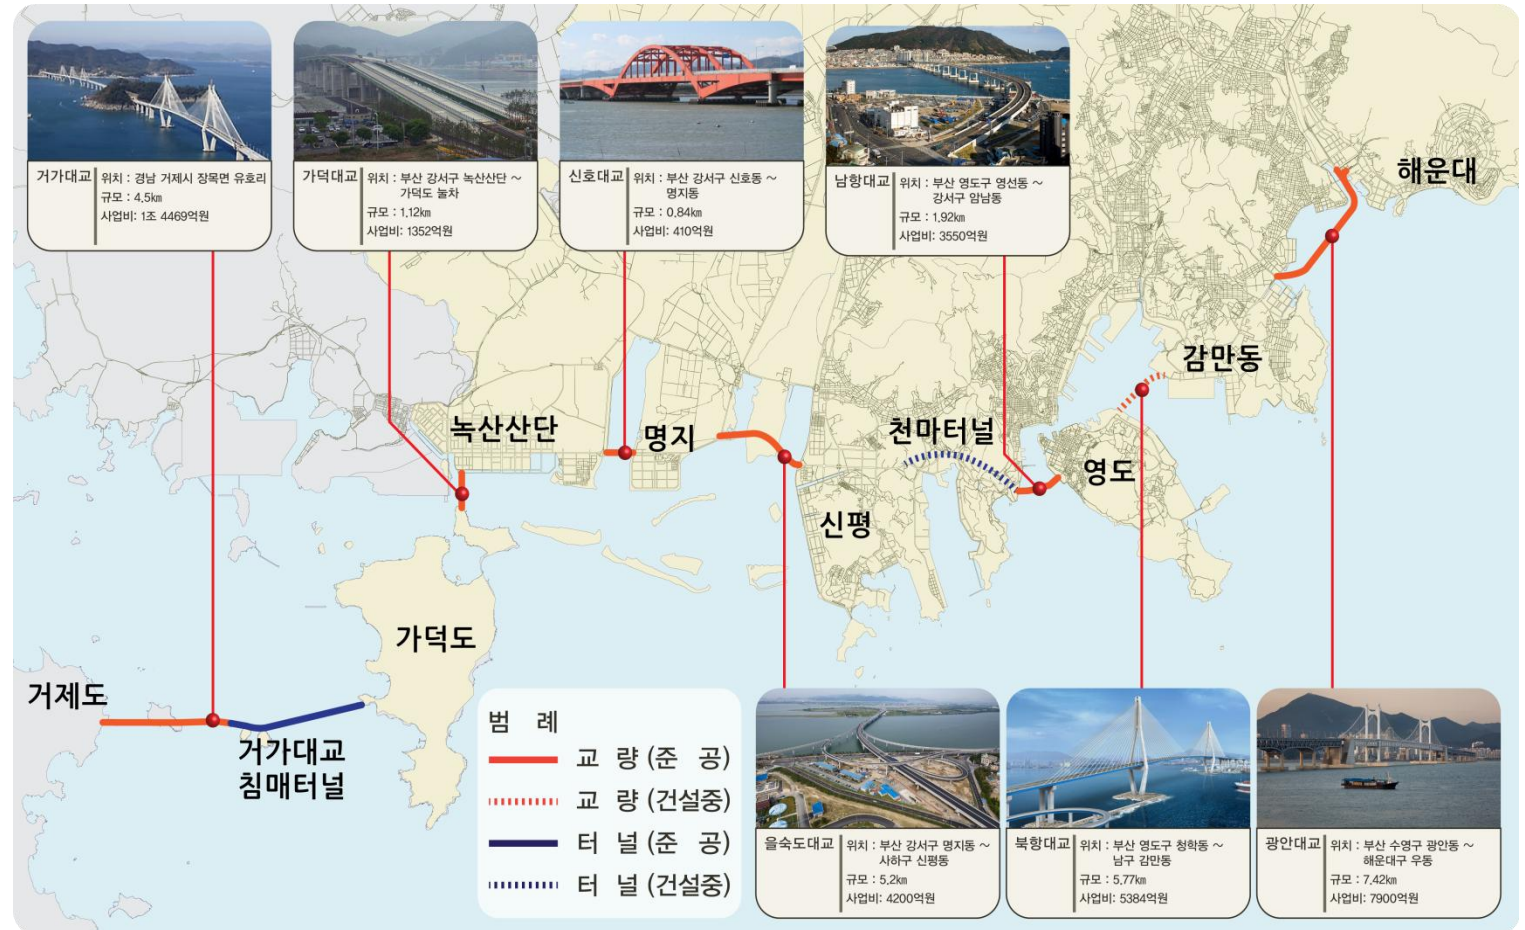 거가대교
위치 : 경남 거제시 장목면 유호리
규모 : 4.5㎞
사업비: 1조 4469억원
가덕대교
위치 : 부산 강서구 녹산산단 ~
가덕도 눌차
규모 : 1.12㎞
사업비: 1352억원
신호대교
위치 : 부산 강서구 신호동 ~
명지동
규모 : 0.84㎞
사업비: 410억원
남항대교
위치 : 부산 영도구 영선동 ~
강서구 암남동
규모 : 1.92㎞
사업비: 3550억원
해운대
감만동
녹산산단
명지
천마터널
영도
신평
가덕도
거제도
거가대교
침매터널
범 례
교 량 (준 공)
교 량 (건설중)
터 널 (준 공)
터 널 (건설중)
을숙도대교
위치 : 부산 강서구 명지동 ~
사하구 신평동
규모 : 5.2㎞
사업비: 4200억원
북항대교
위치 : 부산 영도구 청학동 ~
남구 감만동
규모 : 5.77㎞
사업비: 5384억원
광안대교
위치 : 부산 수영구 광안동 ~
해운대구 우동
규모 : 7.42㎞
사업비: 7900억원